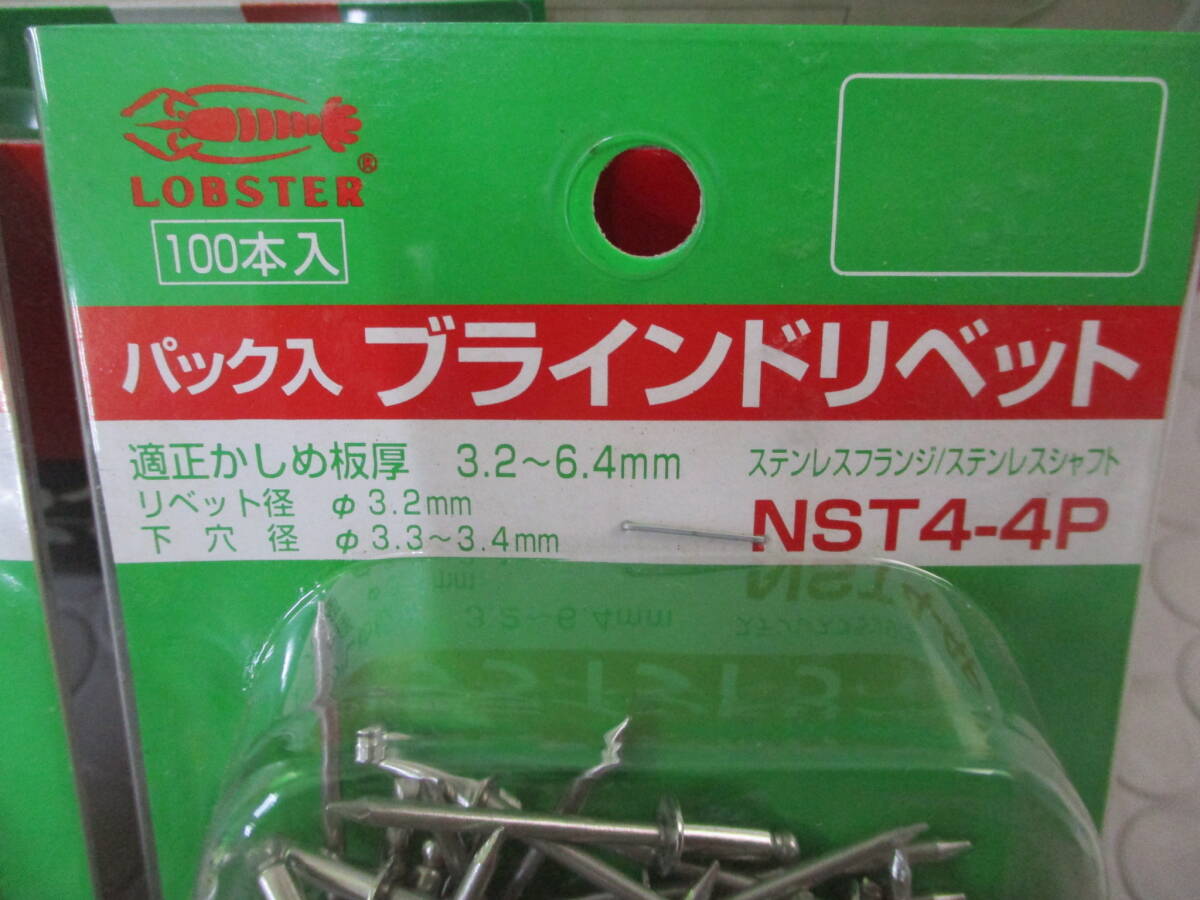 LOBSTER®
100本入
パック入 ブラインドリベット
適正かしめ板厚 3.2～6.4mm
リベット径 φ3.2mm
下穴径 φ3.3～3.4mm
ステンレスフランジ/ステンレスシャフト
NST4-4P